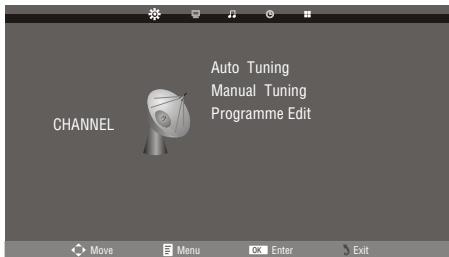 Auto Tuning
Manual Tuning
Programme Edit
CHANNEL
Move Menu OK Enter Exit